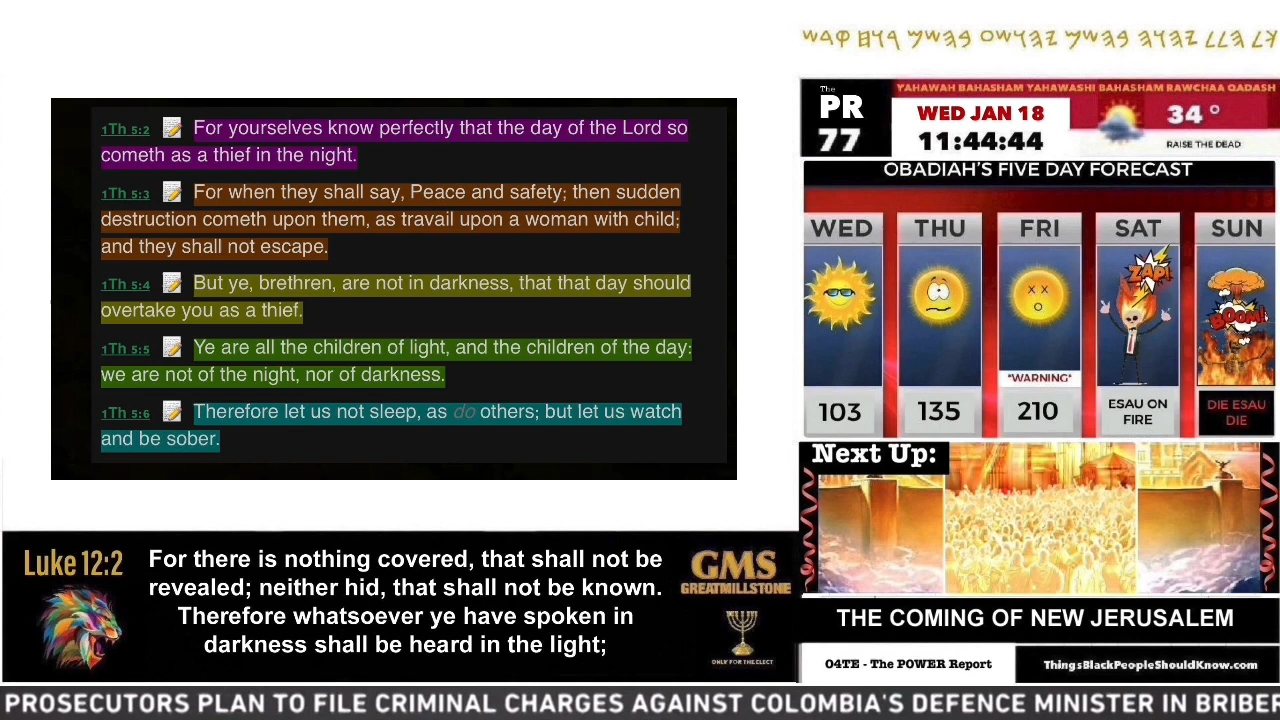 The
PR
77
YAHAWAH BAHASHAM YAHAWASHI BAHASHAM RAWCHAA QADASH
WED JAN 18
11:44:44
34 °
RAISE THE DEAD
1Th 5:2 For yourselves know perfectly that the day of the Lord so
cometh as a thief in the night.
1Th 5:3 For when they shall say, Peace and safety; then sudden
destruction cometh upon them, as travail upon a woman with child;
and they shall not escape.
1Th 5:4 But ye, brethren, are not in darkness, that that day should
overtake you as a thief.
1Th 5:5 Ye are all the children of light, and the children of the day:
we are not of the night, nor of darkness.
1Th 5:6 Therefore let us not sleep, as do others; but let us watch
and be sober.
OBADIAH'S FIVE DAY FORECAST
WED THU FRI SAT SUN
ZAP!
BOOM!
*WARNING*
103 135 210 ESAU ON
FIRE
DIE ESAU
DIE
Next Up:
THE COMING OF NEW JERUSALEM
04TE - The POWER Report
ThingsBlackPeopleShouldKnow.com
Luke 12:2
For there is nothing covered, that shall not be
revealed; neither hid, that shall not be known.
Therefore whatsoever ye have spoken in
darkness shall be heard in the light;
GMS
GREATMILLSTONE
ONLY FOR THE ELECT
PROSECUTORS PLAN TO FILE CRIMINAL CHARGES AGAINST COLOMBIA'S DEFENCE MINISTER IN BRIBER